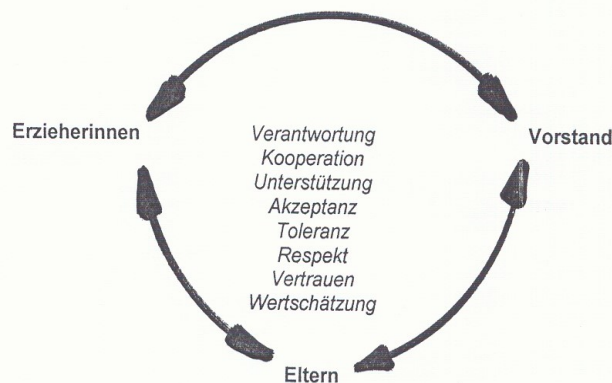 Erzieherinnen
Vorstand
Verantwortung
Kooperation
Unterstützung
Akzeptanz
Toleranz
Respekt
Vertrauen
Wertschätzung
Eltern